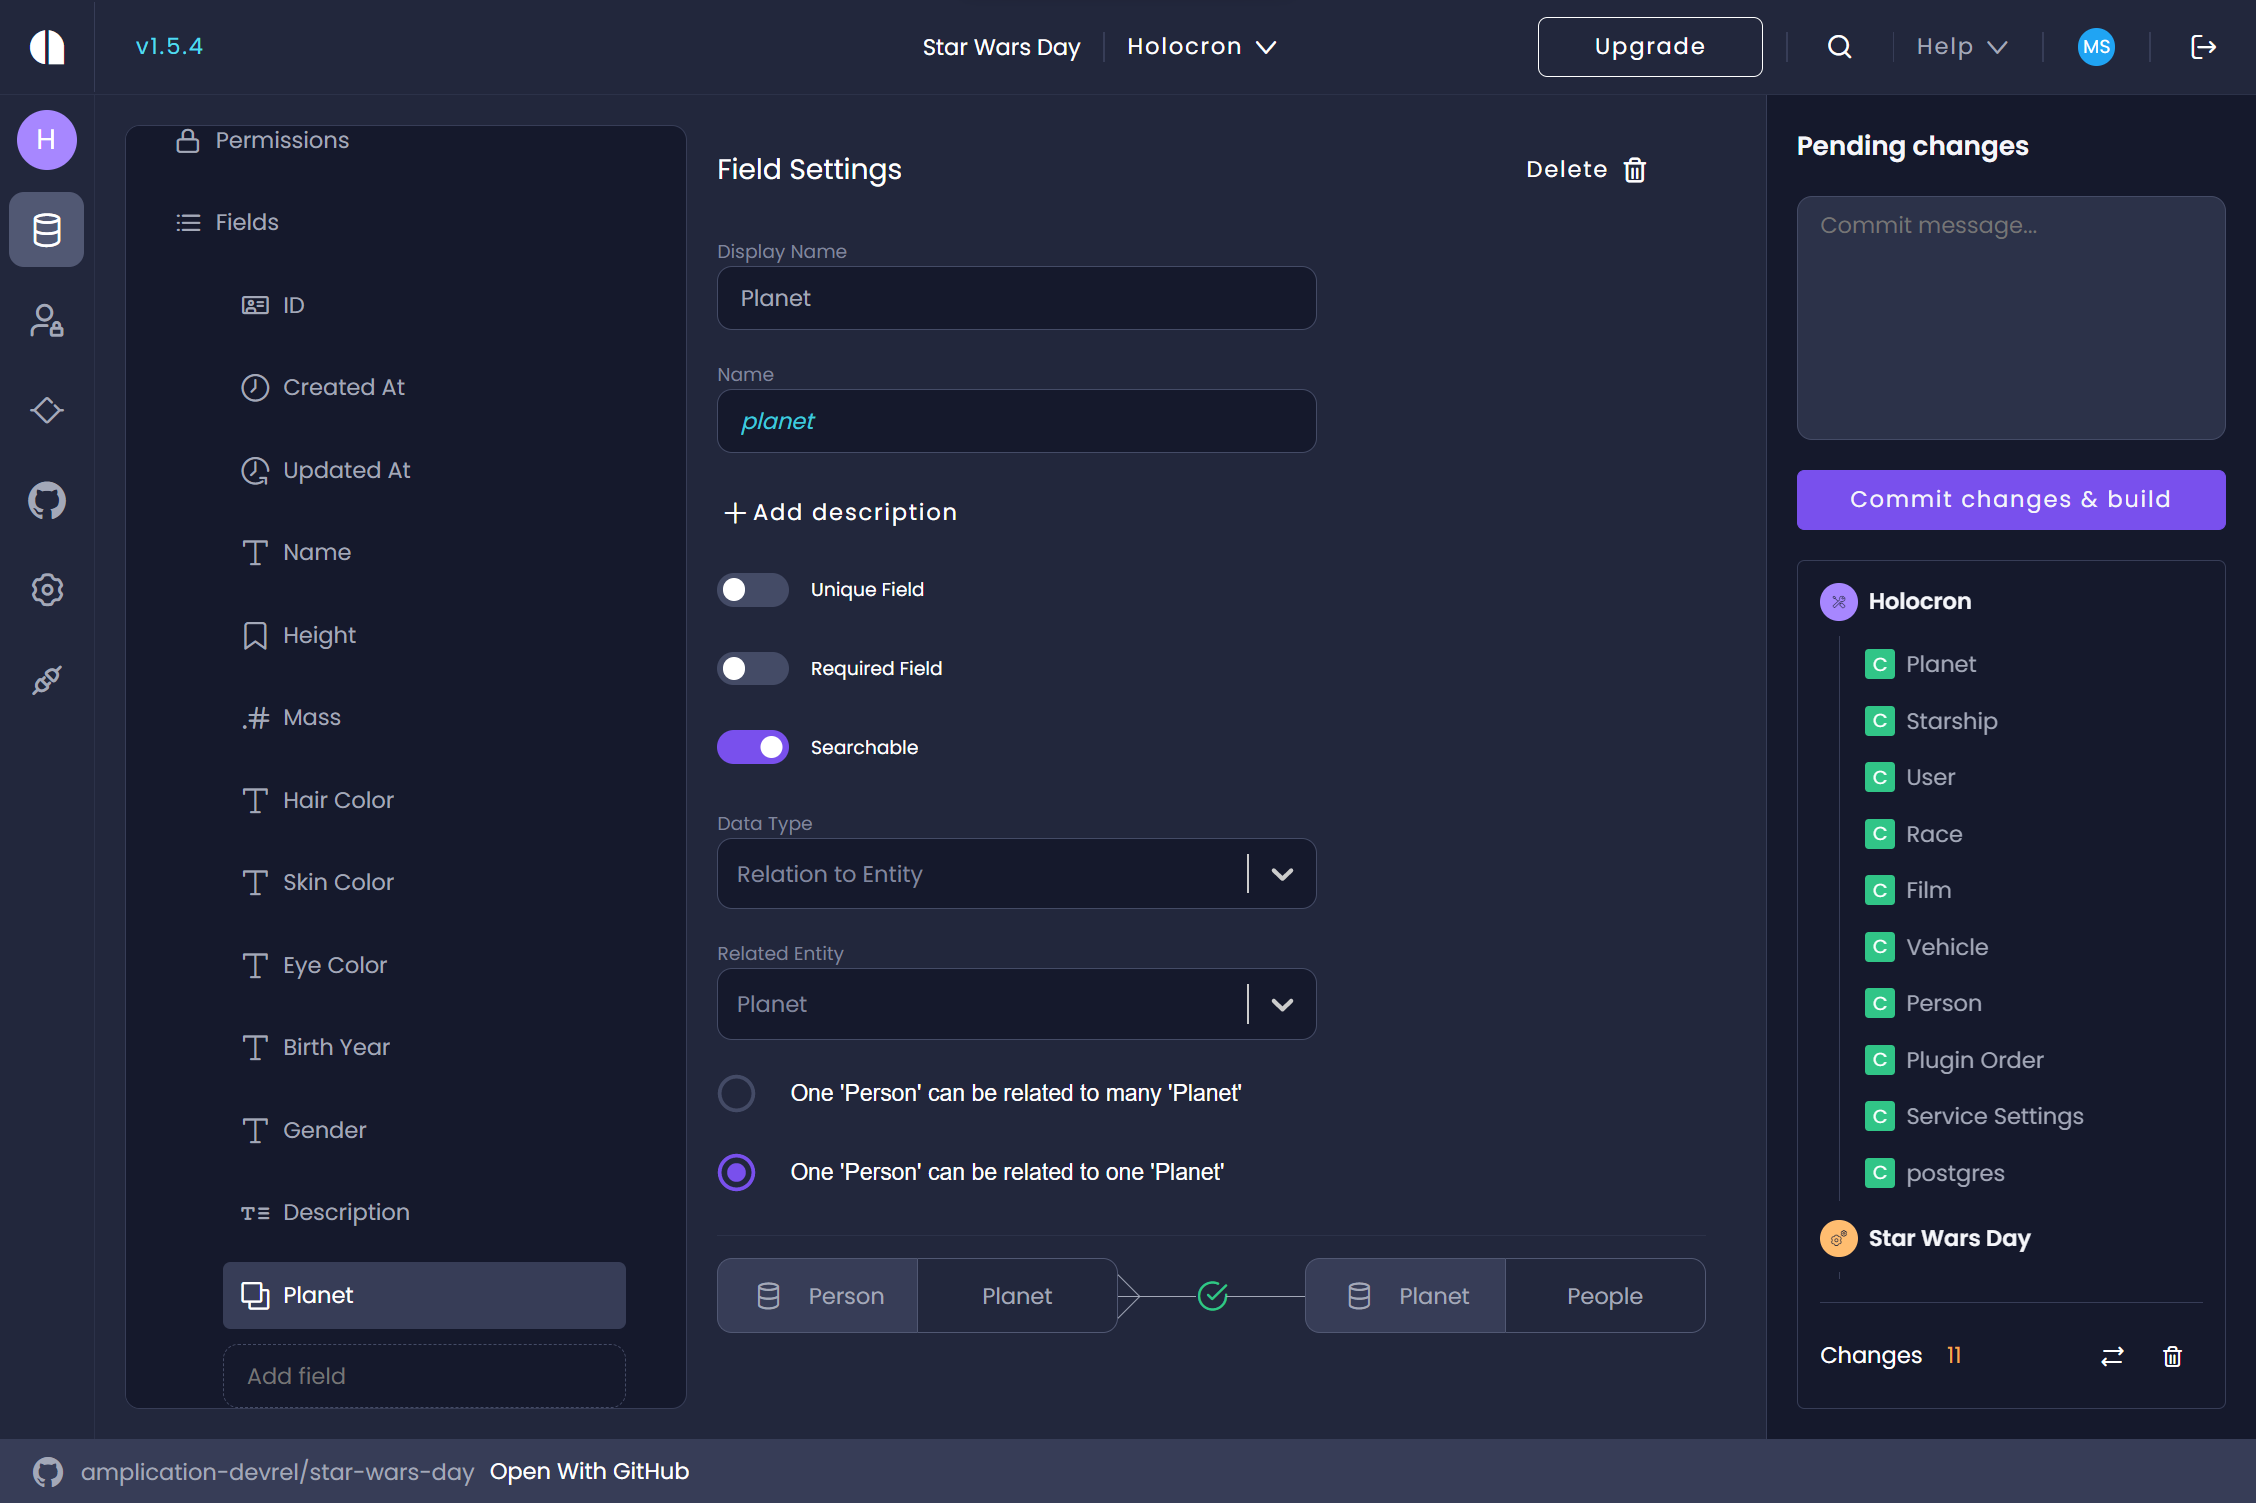 v1.5.4
Star Wars Day
Holocron
Upgrade
Help
MS
H
Permissions
Fields
ID
Created At
Updated At
Name
Height
Mass
Hair Color
Skin Color
Eye Color
Birth Year
Gender
Description
Planet
Add field
Field Settings
Delete
Display Name
Planet
Name
planet
Add description
Unique Field
Required Field
Searchable
Data Type
Relation to Entity
Related Entity
Planet
One 'Person' can be related to many 'Planet'
One 'Person' can be related to one 'Planet'
Person
Planet
Planet
People
Pending changes
Commit message...
Commit changes & build
Holocron
C Planet
C Starship
C User
C Race
C Film
C Vehicle
C Person
C Plugin Order
C Service Settings
C postgres
Star Wars Day
Changes 11
amplication-devrel/star-wars-day Open With GitHub